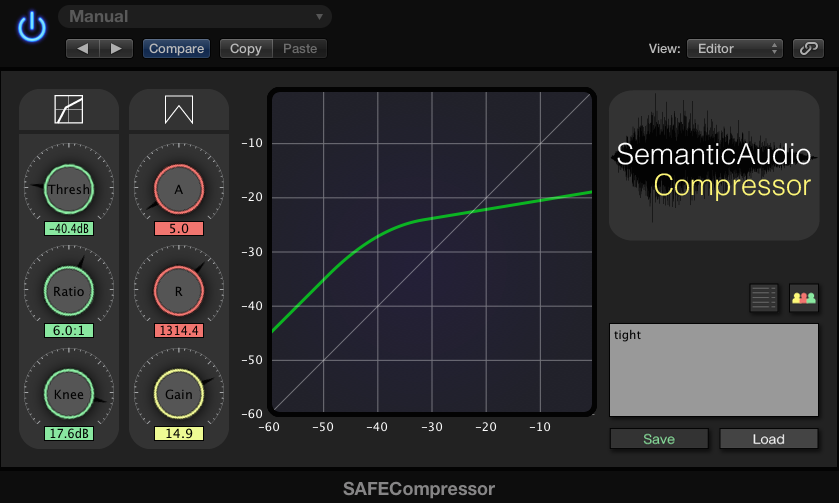 Manual
Compare
Copy
Paste
View:
Editor
Thresh
-40.4dB
Ratio
6.0:1
Knee
17.6dB
A
5.0
R
1314.4
Gain
14.9
-10
-20
-30
-40
-50
-60
-60 -50 -40 -30 -20 -10
SemanticAudio
Compressor
tight
Save
Load
SAFECompressor